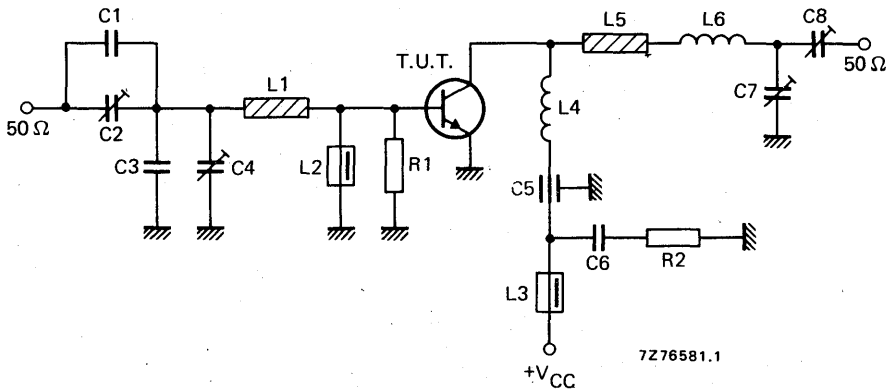 C1
C2
50 Ω
C3
C4
L1
L2
R1
T.U.T.
L4
L5
L6
C7
C8
50 Ω
C5
C6
R2
L3
+VCC
7Z76581.1